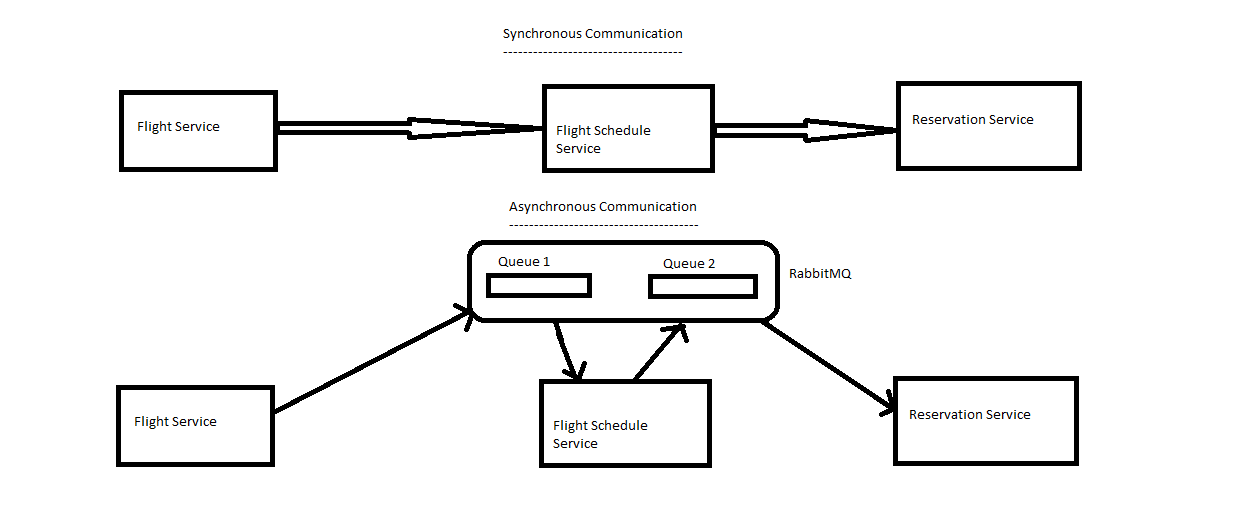 Synchronous Communication
------------------------------------
Flight Service
Flight Schedule
Service
Reservation Service
Asynchronous Communication
--------------------------------------
Queue 1
Queue 2
RabbitMQ
Flight Service
Flight Schedule
Service
Reservation Service